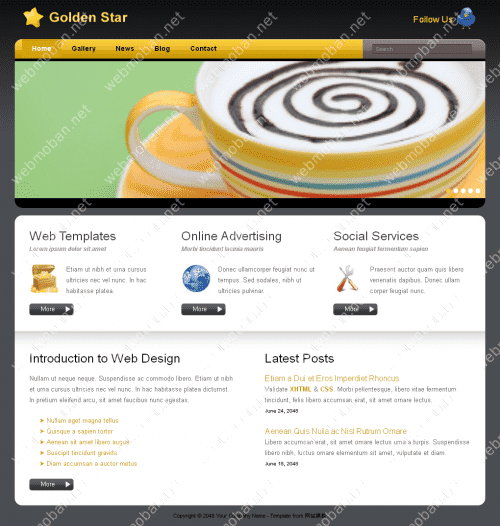 Golden Star
Follow Us
Home Gallery News Blog Contact
Search
Web Templates
Lorem ipsum dolor sit amet
Etiam ut nibh et urna cursus
ultricies nec vel nunc. In hac
habitasse platea.
More
Online Advertising
Morbi tincidunt lacinia mauris
Donec ullamcorper feugiat nunc ut
tempus. Sed sodales, nibh ut
ultricies pulvinar.
More
Social Services
Aenean feugiat fermentum sapien
Praesent auctor quam quis libero
venenatis dapibus. Donec ullam
corper feugiat nunc.
More
Introduction to Web Design
Nullam ut neque neque. Suspendisse ac commodo libero. Etiam ut nibh
et urna cursus ultricies nec vel nunc. In hac habitasse platea dictumst.
In pretium eleifend arcu, sit amet faucibus nunc egestas.
Nullam eget magna tellus
Quisque a sapien tortor
Aenean sit amet libero augue
Suscipit tincidunt gravida
Diam accumsan a auctor metus
More
Latest Posts
Etiam a Dui et Eros Imperdiet Rhoncus
Validate XHTML & CSS. Morbi pellentesque, libero vitae fermentum
tincidunt, felis libero accumsan erat, sit amet ornare lectus.
June 24, 2048
Aenean Quis Nulla ac Nisl Rutrum Ornare
Libero accumsan erat, sit amet ornare lectus urna a turpis. Suspendisse
libero nibh, luctus ornare elementum sit amet, vulputate et diam.
June 18, 2048
Copyright © 2048 Your Company Name - Template from 网站模板
webmoban.net